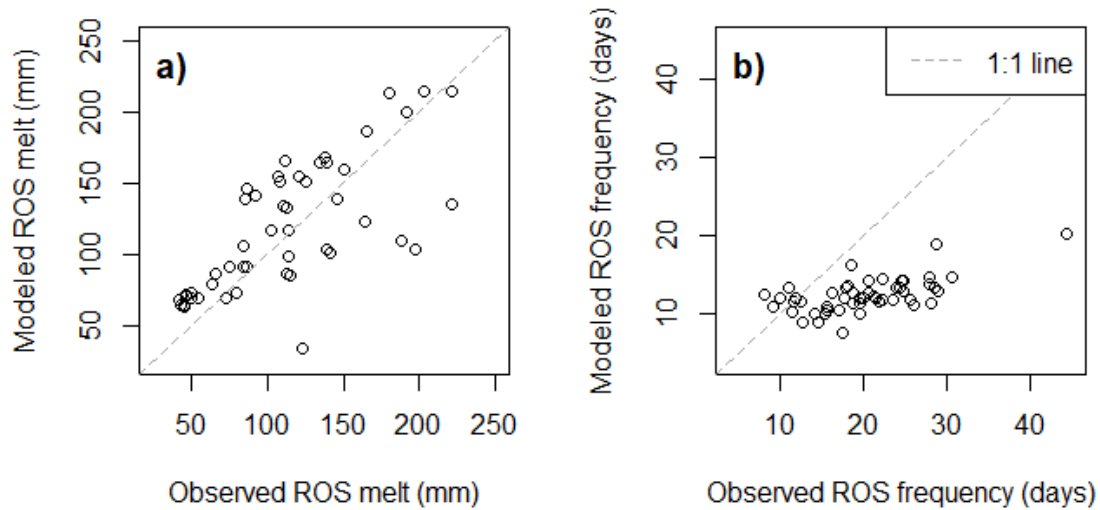 a)
Modeled ROS melt (mm)
250
200
150
100
50
50 100 150 200 250
Observed ROS melt (mm)
b)
1:1 line
Modeled ROS frequency (days)
40
30
20
10
10 20 30 40
Observed ROS frequency (days)